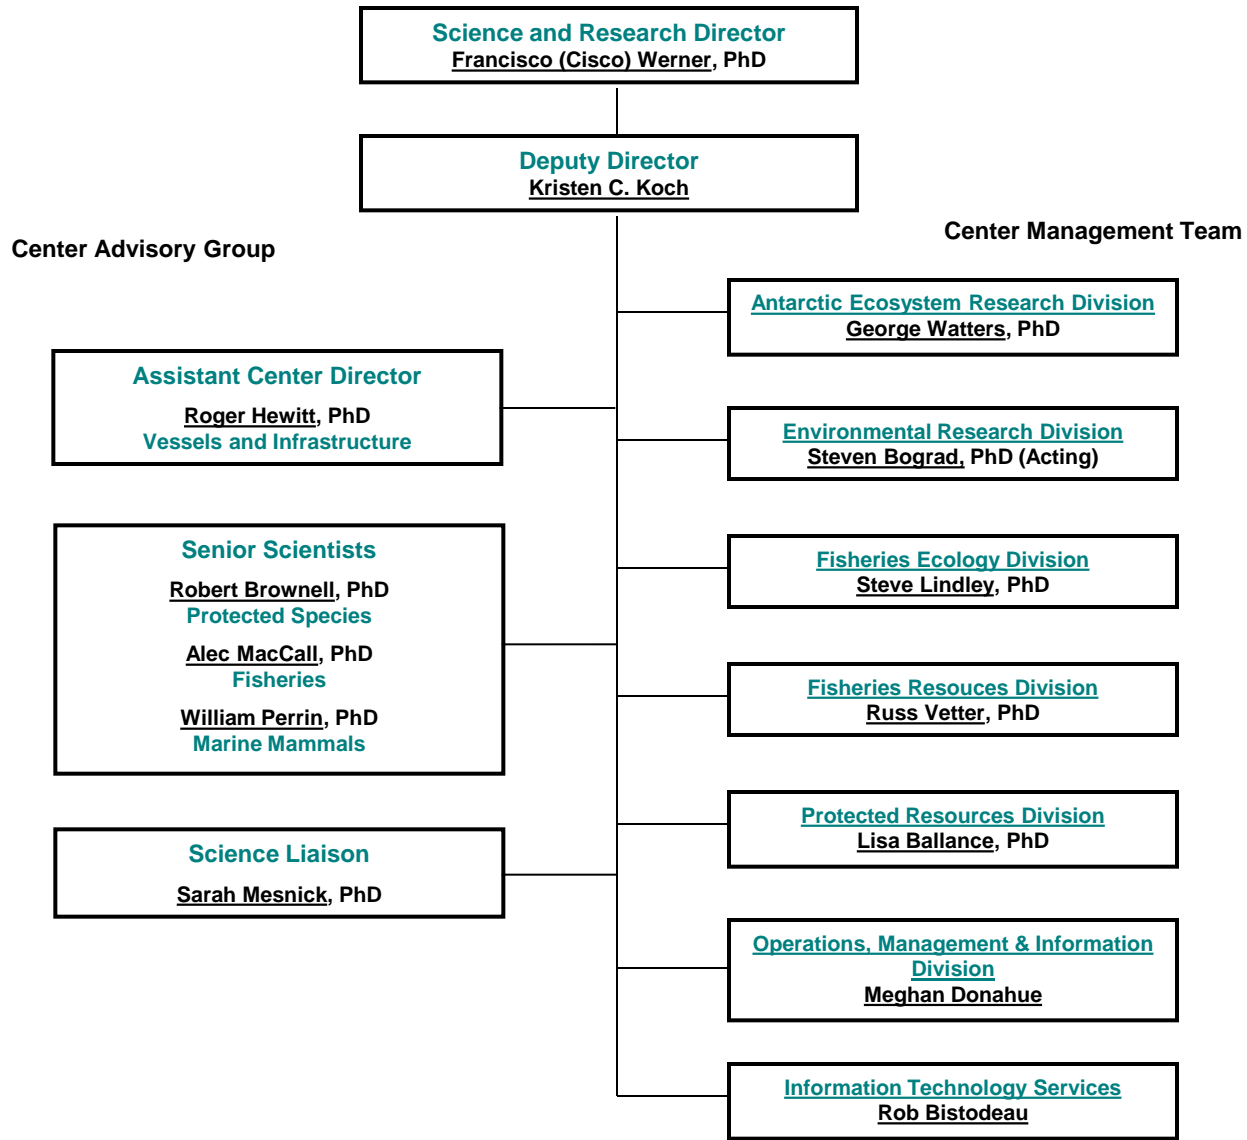 Science and Research Director
Francisco (Cisco) Werner, PhD
Deputy Director
Kristen C. Koch
Center Advisory Group
Center Management Team
Assistant Center Director
Roger Hewitt, PhD
Vessels and Infrastructure
Senior Scientists
Robert Brownell, PhD
Protected Species
Alec MacCall, PhD
Fisheries
William Perrin, PhD
Marine Mammals
Science Liaison
Sarah Mesnick, PhD
Antarctic Ecosystem Research Division
George Watters, PhD
Environmental Research Division
Steven Bograd, PhD (Acting)
Fisheries Ecology Division
Steve Lindley, PhD
Fisheries Resouces Division
Russ Vetter, PhD
Protected Resources Division
Lisa Ballance, PhD
Operations, Management & Information
Division
Meghan Donahue
Information Technology Services
Rob Bistodeau